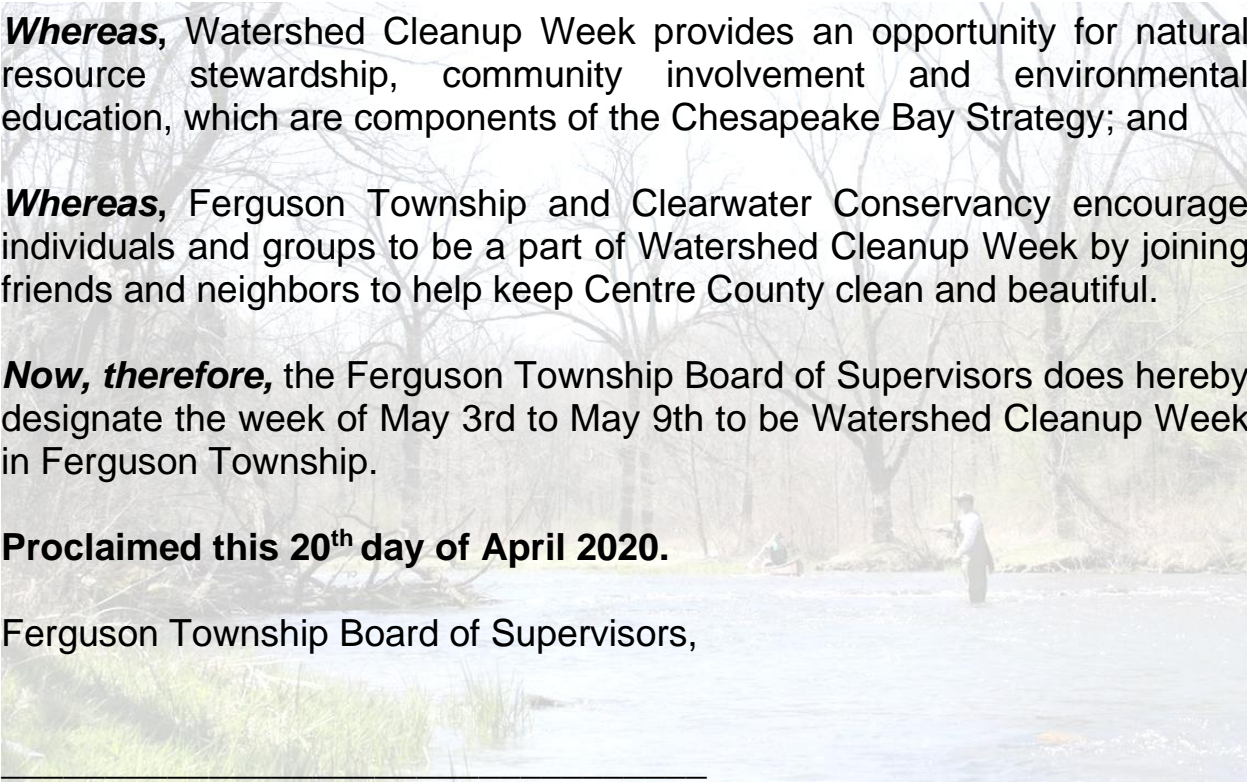 Whereas, Watershed Cleanup Week provides an opportunity for natural
resource stewardship, community involvement and environmental
education, which are components of the Chesapeake Bay Strategy; and
Whereas, Ferguson Township and Clearwater Conservancy encourage
individuals and groups to be a part of Watershed Cleanup Week by joining
friends and neighbors to help keep Centre County clean and beautiful.
Now, therefore, the Ferguson Township Board of Supervisors does hereby
designate the week of May 3rd to May 9th to be Watershed Cleanup Week
in Ferguson Township.
Proclaimed this 20th day of April 2020.
Ferguson Township Board of Supervisors,